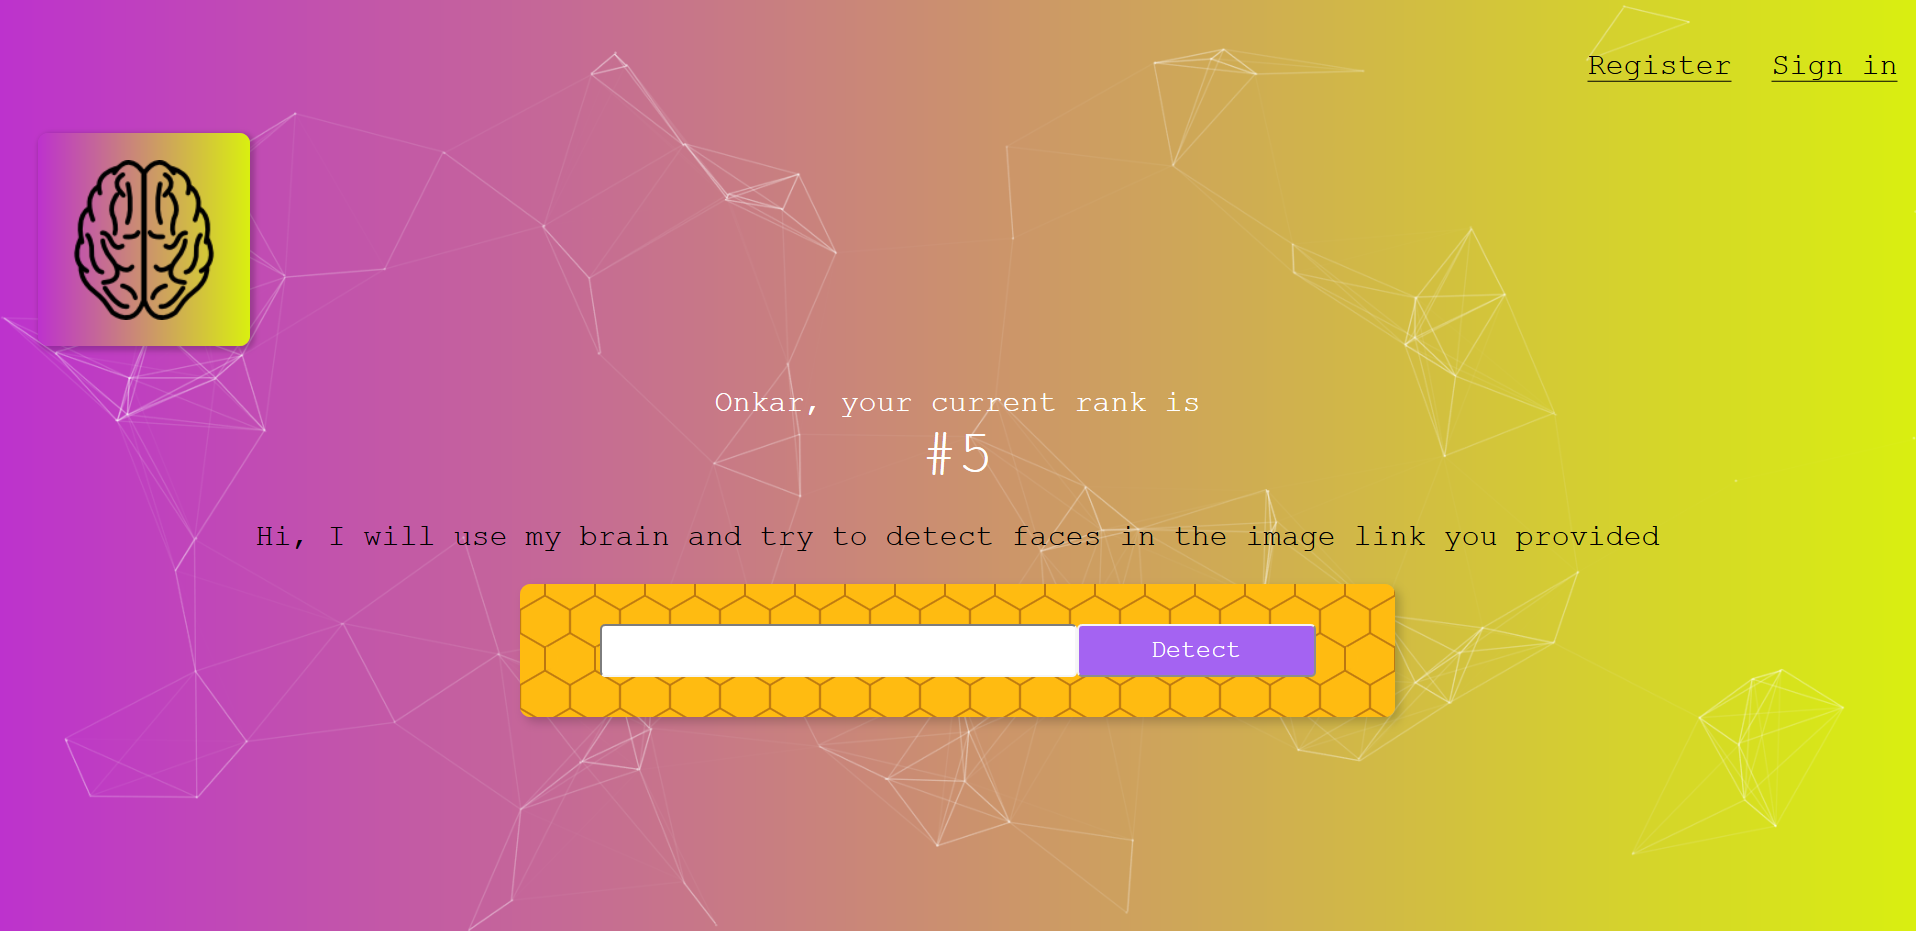 Register Sign in
Onkar, your current rank is
#5
Hi, I will use my brain and try to detect faces in the image link you provided
Detect